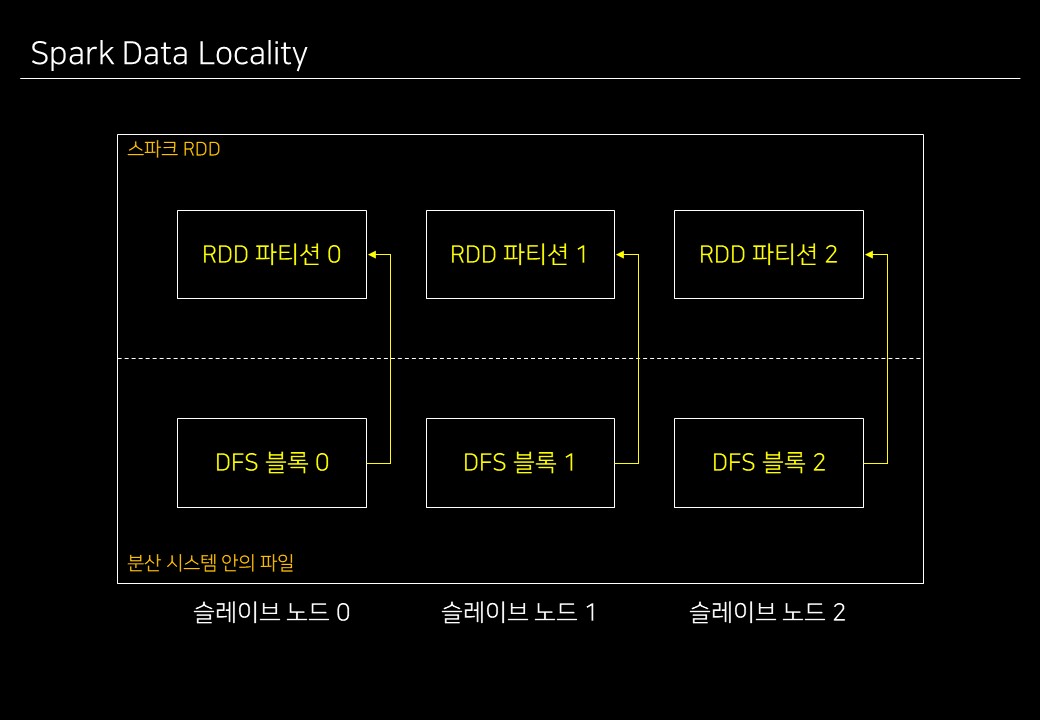 Spark Data Locality
스파크 RDD
RDD 파티션 0
RDD 파티션 1
RDD 파티션 2
DFS 블록 0
DFS 블록 1
DFS 블록 2
분산 시스템 안의 파일
슬레이브 노드 0
슬레이브 노드 1
슬레이브 노드 2